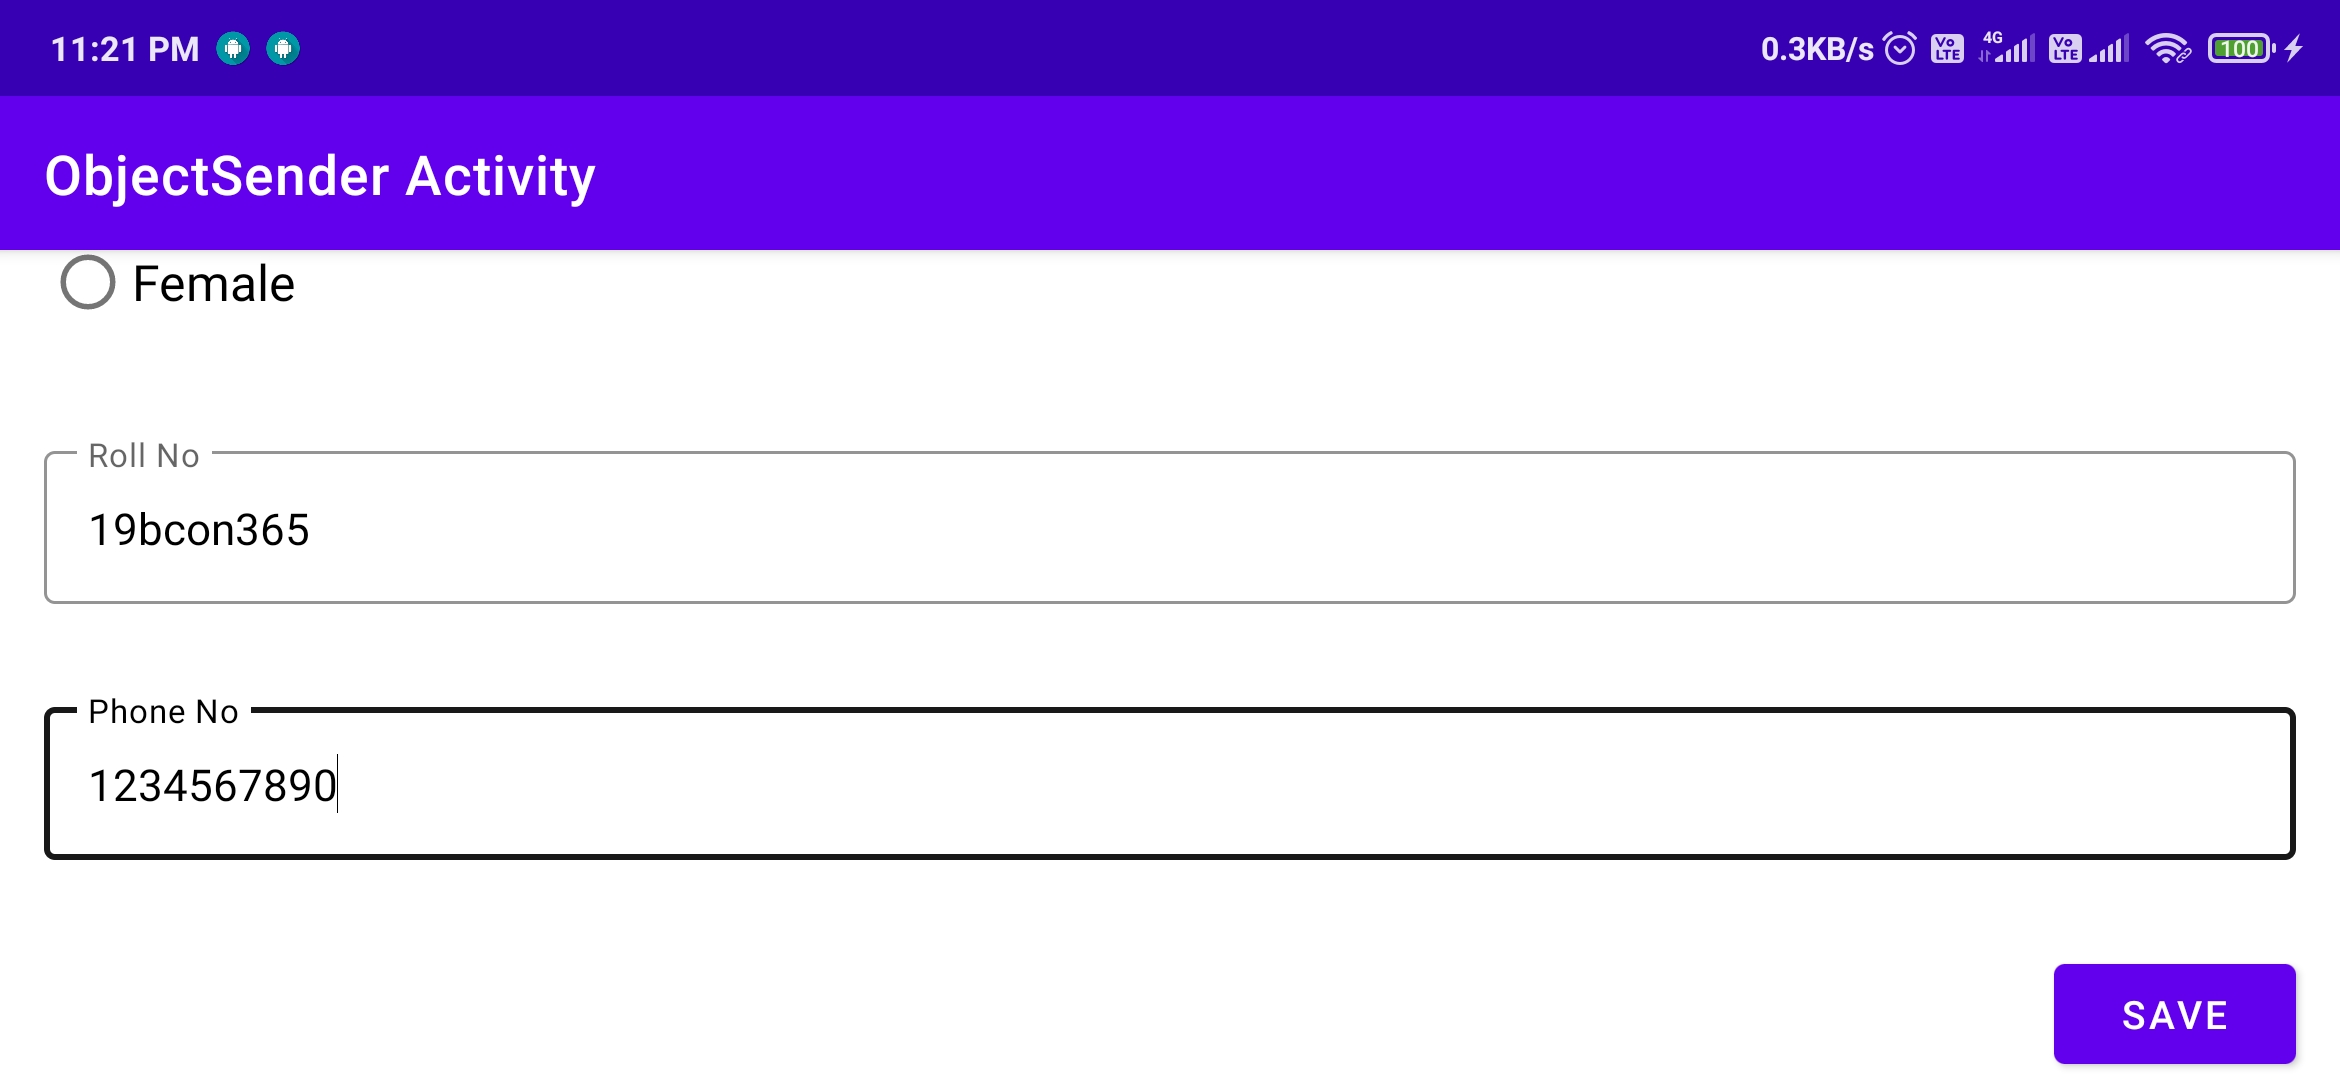 11:21 PM 0.3KB/s Vo LTE 4G Vo LTE 100
ObjectSender Activity
Female
Roll No
19bcon365
Phone No
1234567890
SAVE